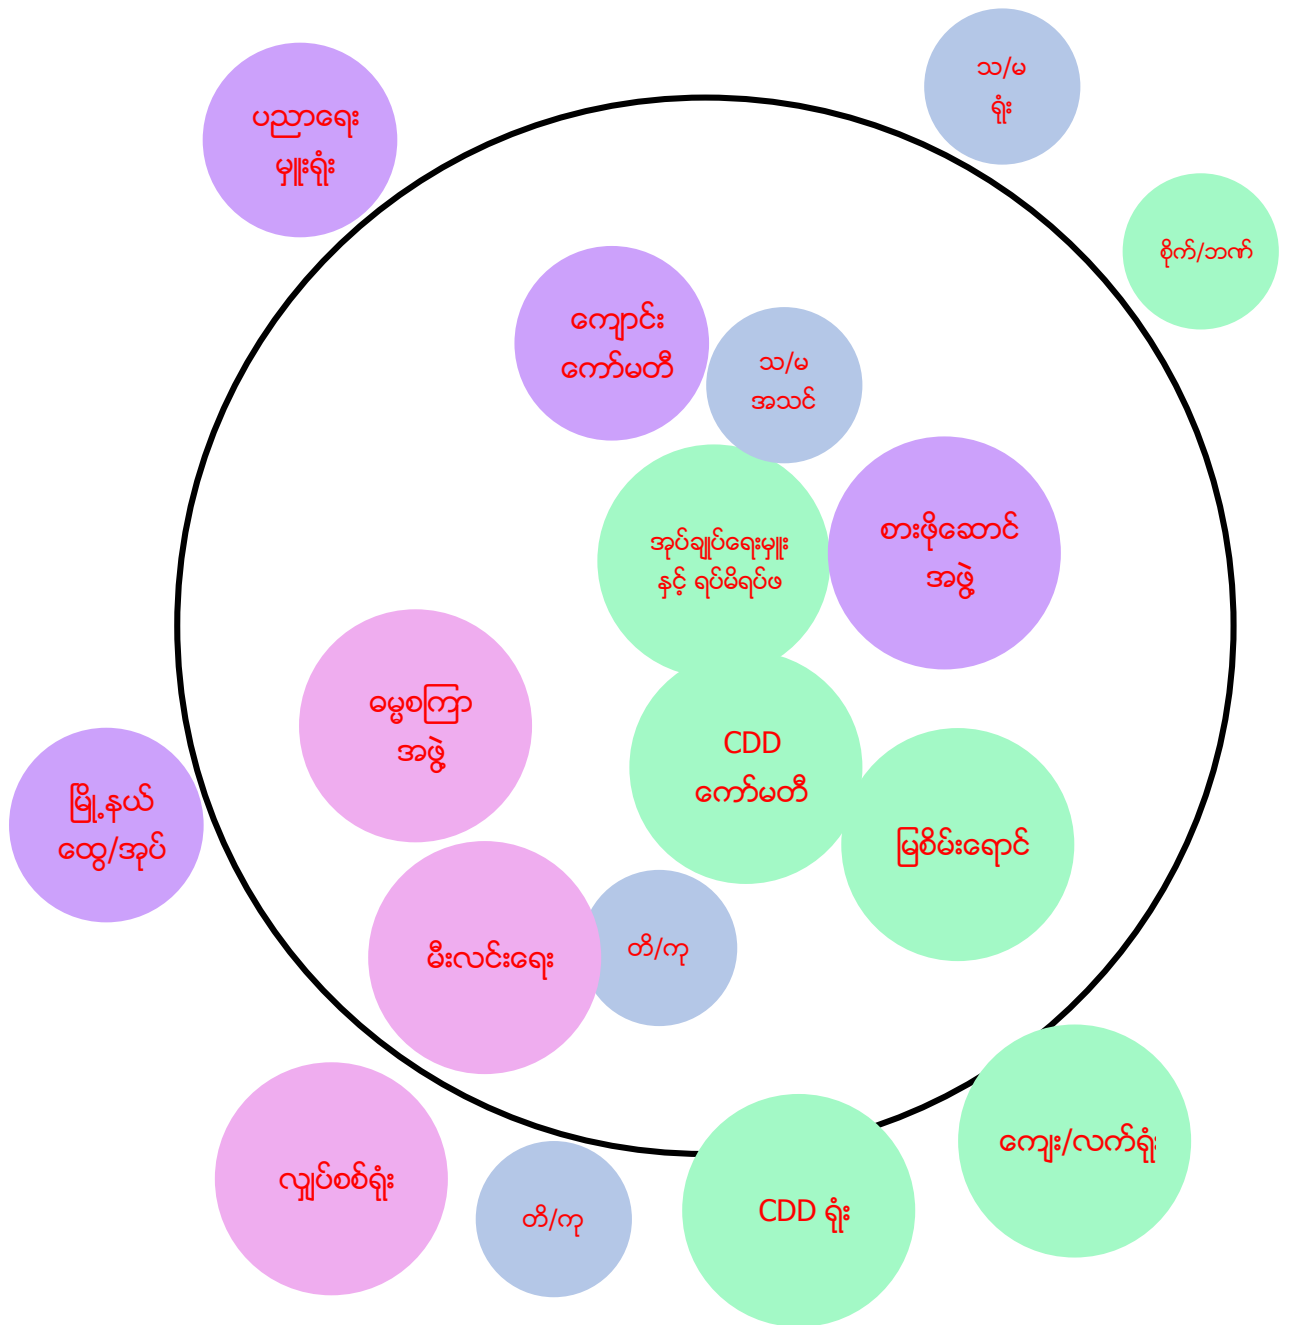 သ/မ
ရုံး
ပညာရေး
မှူးရုံး
စိုက်/ဘဏ်
ကျောင်း
ကော်မတီ
သ/မ
အသင်
အုပ်ချုပ်ရေးမှူး
နှင့် ရပ်မိရပ်ဖ
စားဖိုဆောင်
အဖွဲ့
ဓမ္မစကြာ
အဖွဲ့
CDD
ကော်မတီ
မြို့နယ်
ထွေ/အုပ်
မြစိမ်းရောင်
မီးလင်းရေး
တိ/ကု
ကျေး/လက်ရုံး
လျှပ်စစ်ရုံး
တိ/ကု
CDD ရုံး